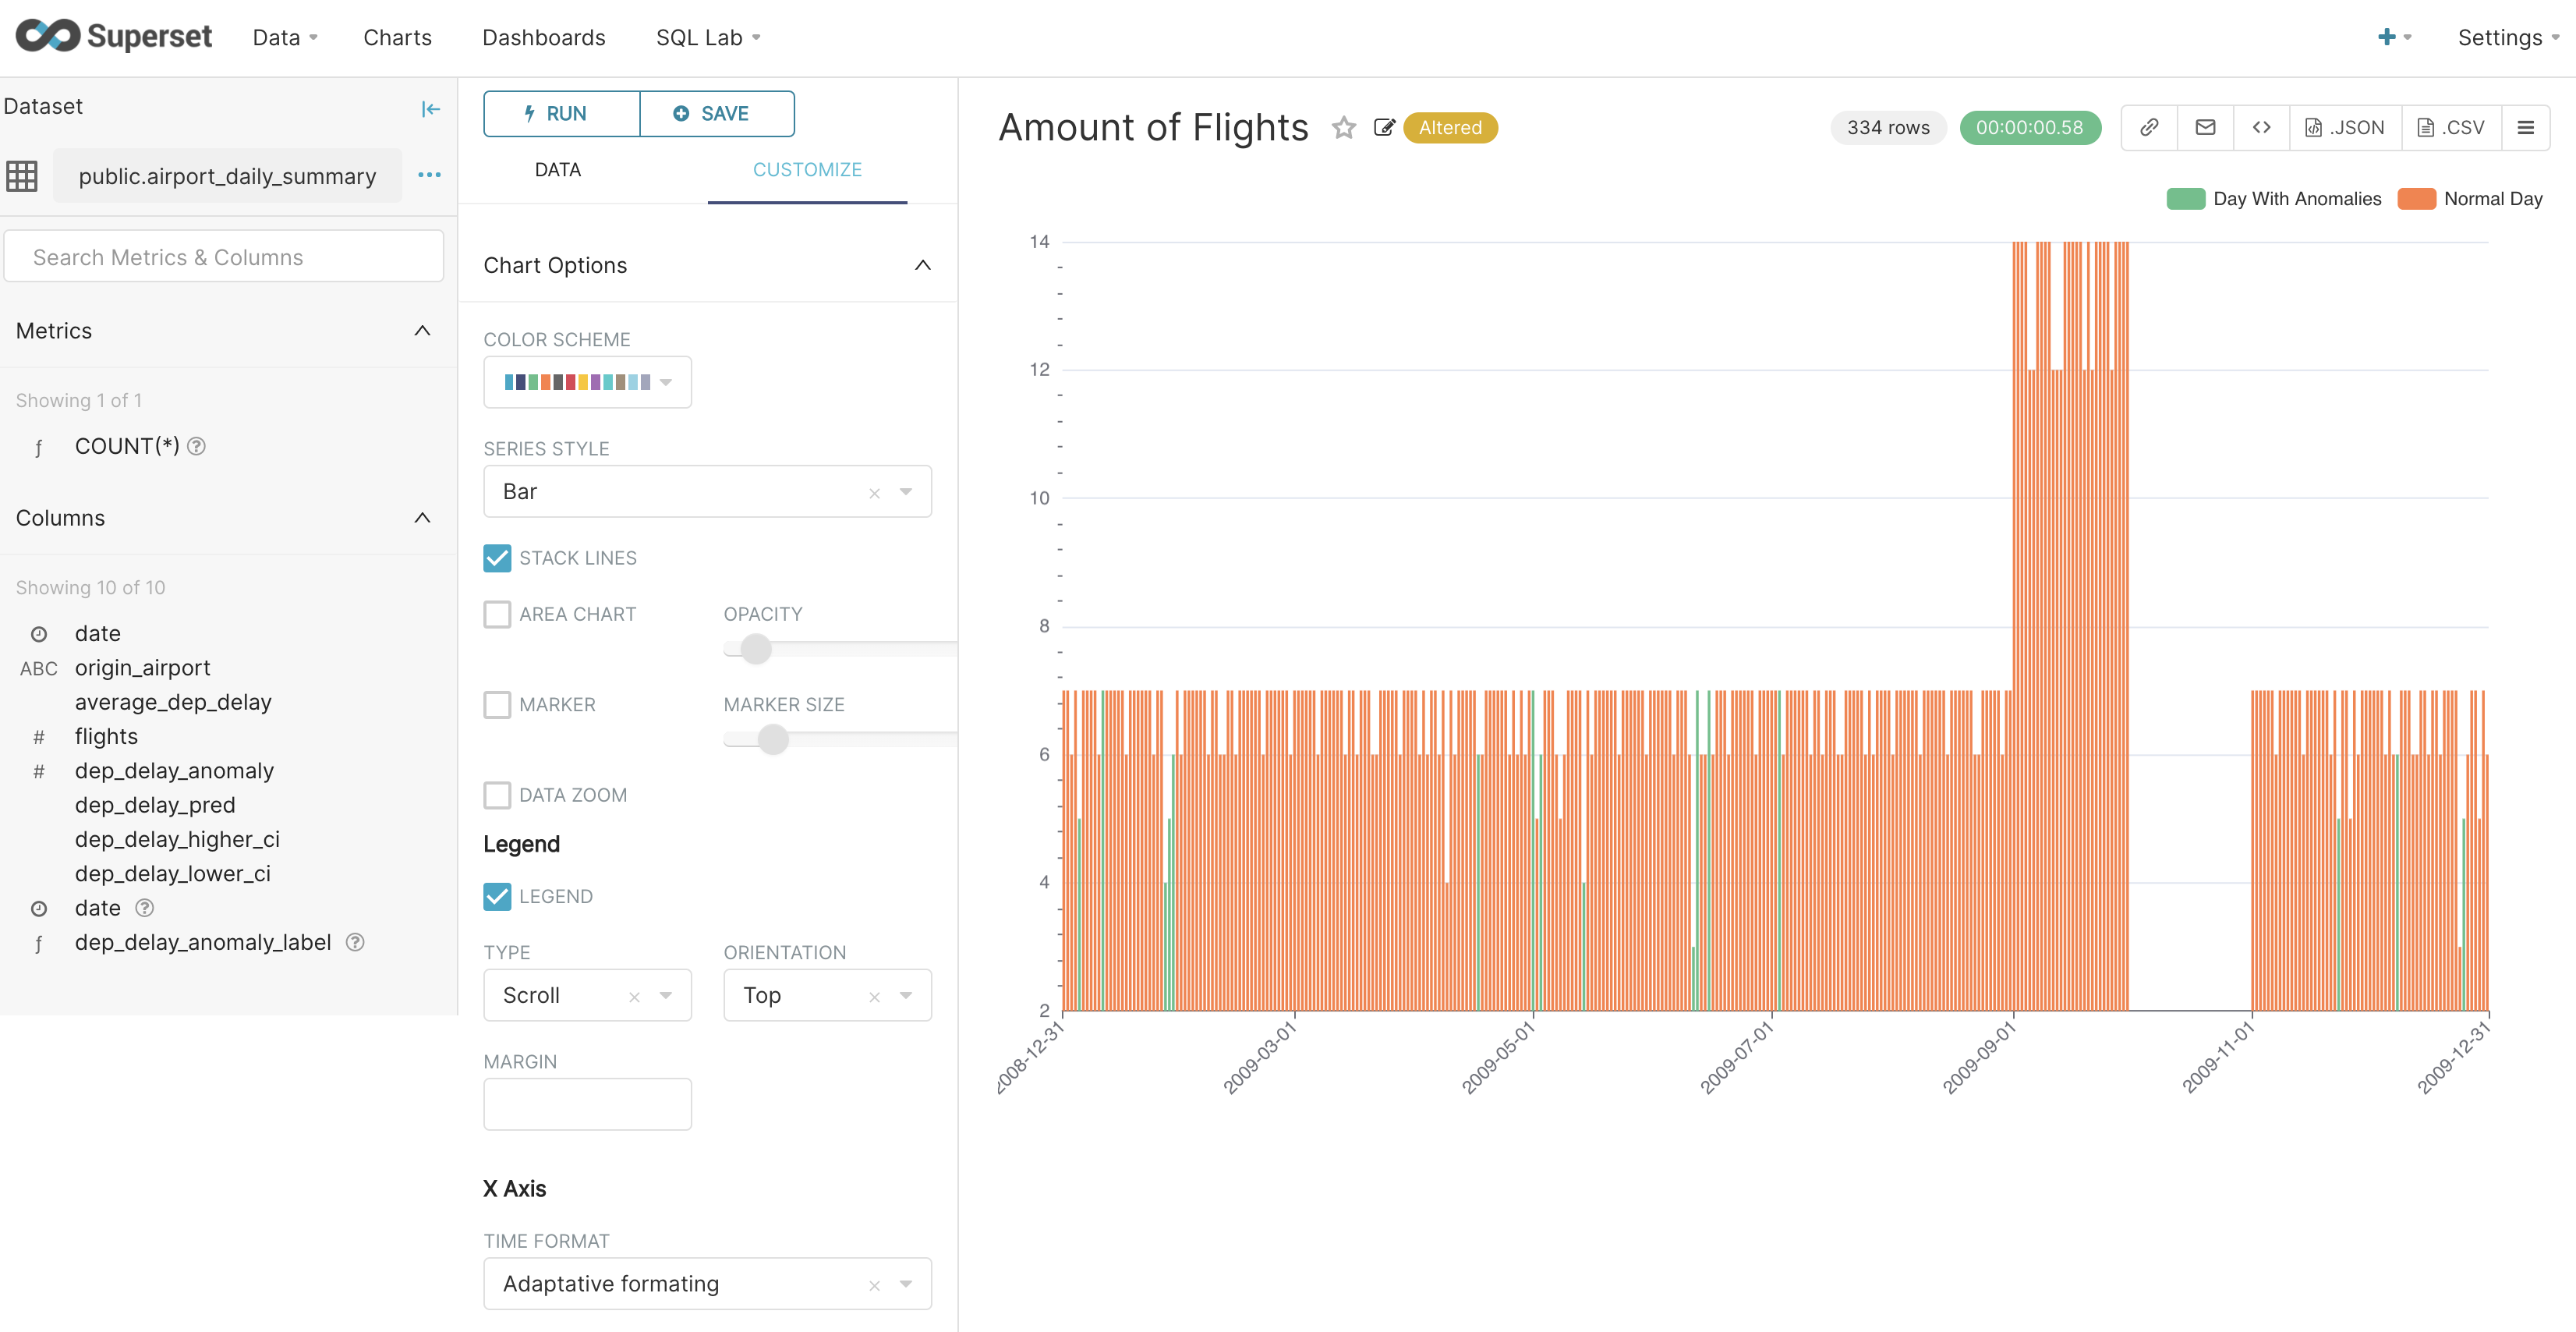 Superset Data Charts Dashboards SQL Lab + Settings
Dataset
public.airport_daily_summary
Search Metrics & Columns
Metrics
Showing 1 of 1
ƒ COUNT(*)
Columns
Showing 10 of 10
date
ABC origin_airport
average_dep_delay
# flights
# dep_delay_anomaly
dep_delay_pred
dep_delay_higher_ci
dep_delay_lower_ci
date
ƒ dep_delay_anomaly_label
RUN SAVE
DATA CUSTOMIZE
Chart Options
COLOR SCHEME
SERIES STYLE
Bar
STACK LINES
AREA CHART OPACITY
MARKER MARKER SIZE
DATA ZOOM
Legend
LEGEND
TYPE ORIENTATION
Scroll Top
MARGIN
X Axis
TIME FORMAT
Adaptative formating
Amount of Flights Altered 334 rows 00:00:00.58 .JSON .CSV
Day With Anomalies Normal Day
14
12
10
8
6
4
2
2008-12-31 2009-03-01 2009-05-01 2009-07-01 2009-09-01 2009-11-01 2009-12-31